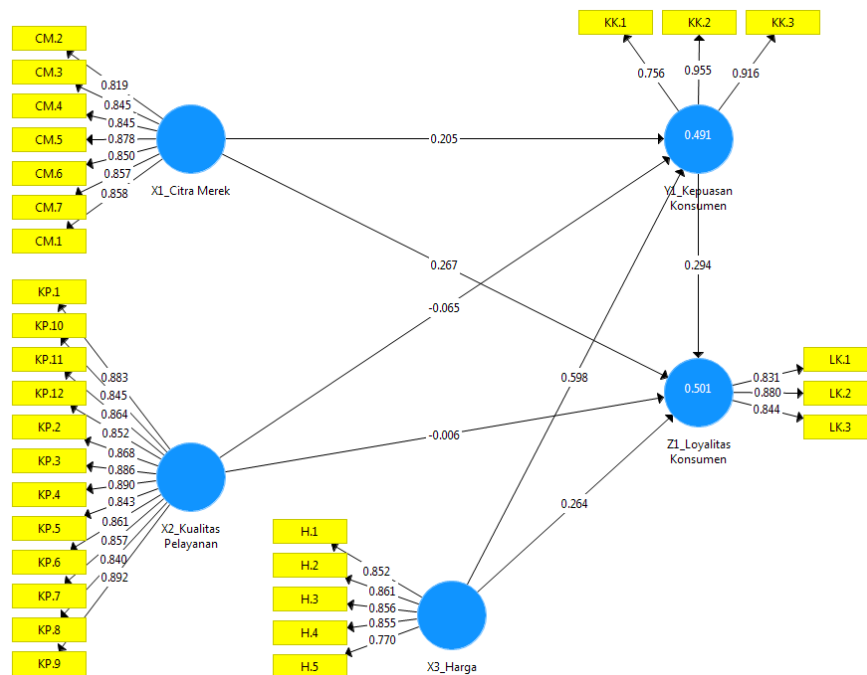 KK.1
KK.2
KK.3
0.756
0.955
0.916
CM.2
CM.3
CM.4
CM.5
CM.6
CM.7
CM.1
0.819
0.845
0.845
0.878
0.850
0.857
0.858
X1_Citra Merek
0.205
0.491
Y1_Kepuasan
Konsumen
0.267
-0.065
0.294
KP.1
KP.10
KP.11
KP.12
KP.2
KP.3
KP.4
KP.5
KP.6
KP.7
KP.8
KP.9
0.883
0.845
0.864
0.852
0.868
0.886
0.890
0.843
0.861
0.857
0.840
0.892
X2_Kualitas
Pelayanan
0.598
-0.006
0.264
0.501
Z1_Loyalitas
Konsumen
0.831
0.880
0.844
LK.1
LK.2
LK.3
H.1
H.2
H.3
H.4
H.5
0.852
0.861
0.856
0.855
0.770
X3_Harga